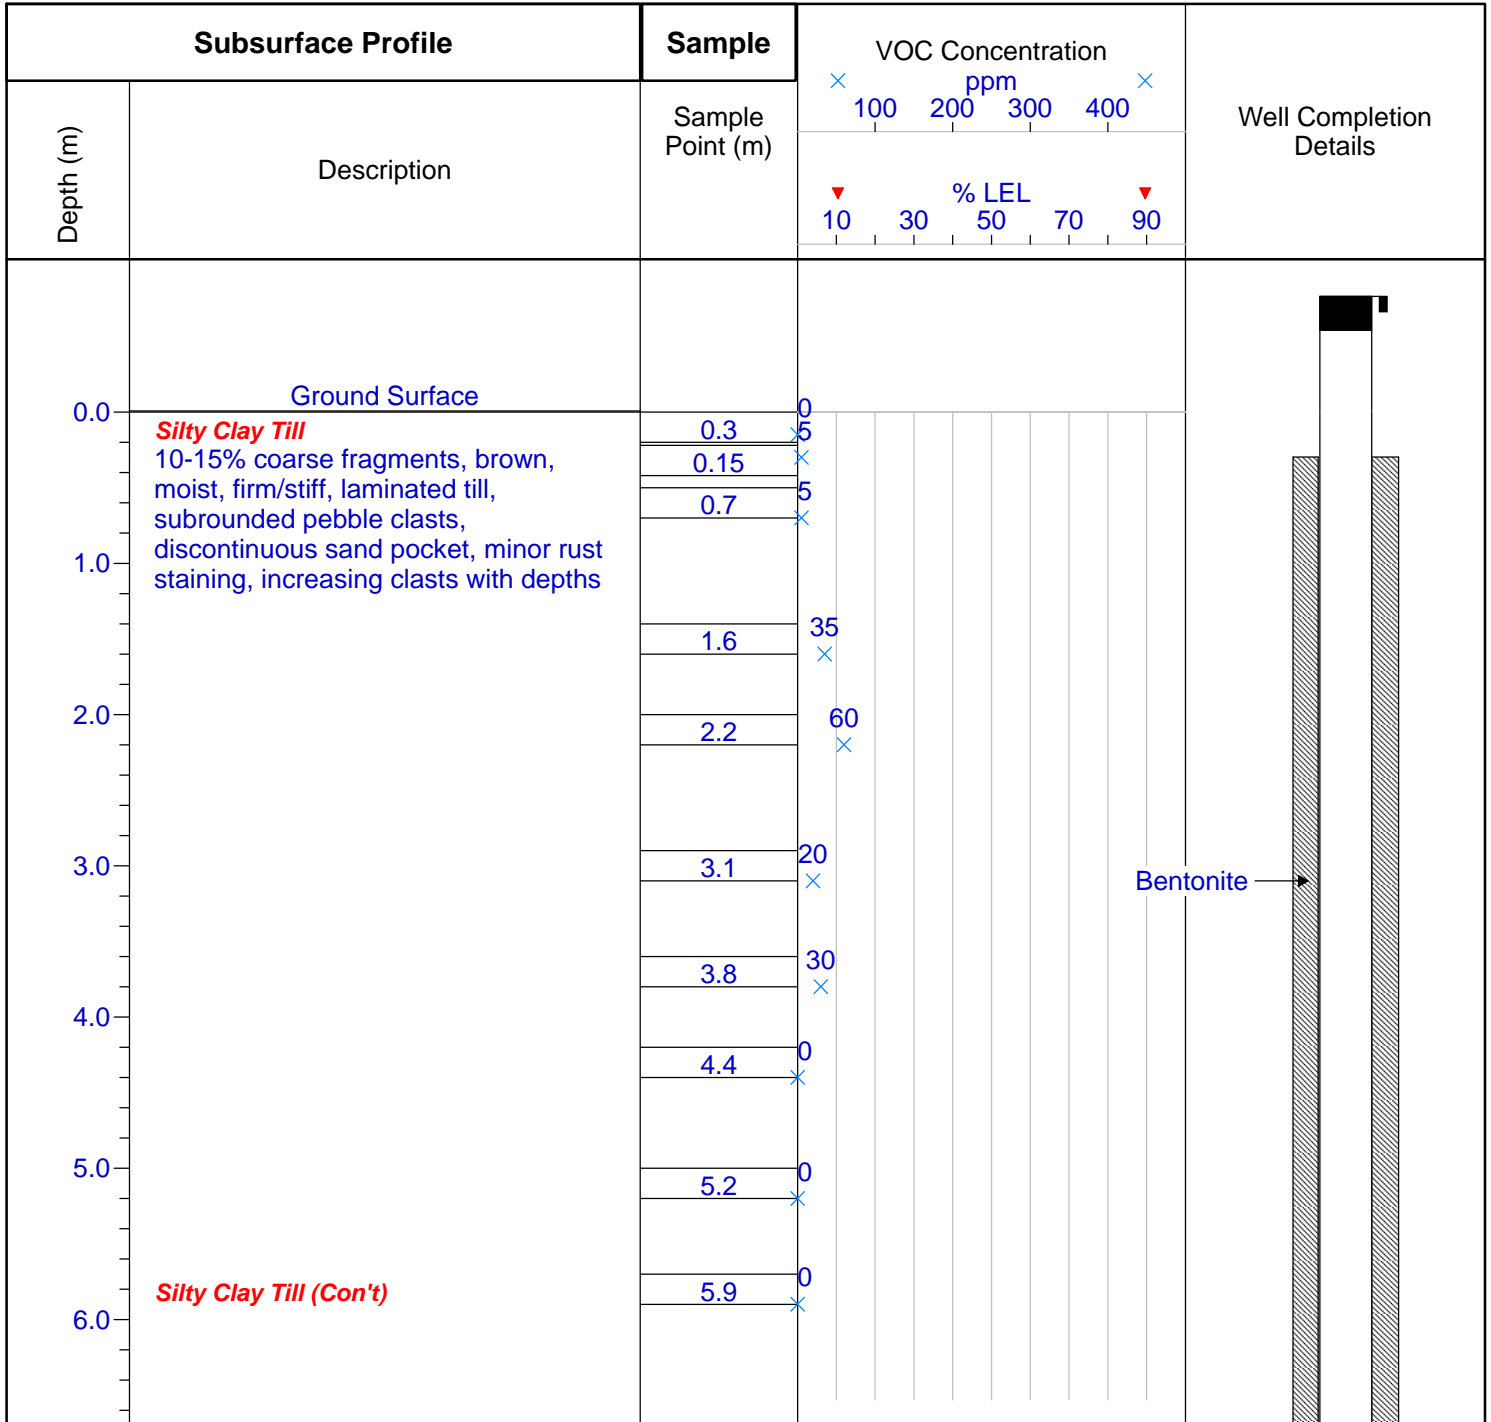 Subsurface Profile
Sample
VOC Concentration
ppm
100 200 300 400
% LEL
10 30 50 70 90
Well Completion
Details
Depth (m)
Description
Sample
Point (m)
Ground Surface
0.0
0
Silty Clay Till
0.3
5
10-15% coarse fragments, brown,
0.15
moist, firm/stiff, laminated till,
5
subrounded pebble clasts,
0.7
discontinuous sand pocket, minor rust
1.0
staining, increasing clasts with depths
35
1.6
2.0
60
2.2
20
3.0
3.1
Bentonite
30
3.8
4.0
0
4.4
5.0
0
5.2
0
Silty Clay Till (Con't)
5.9
6.0